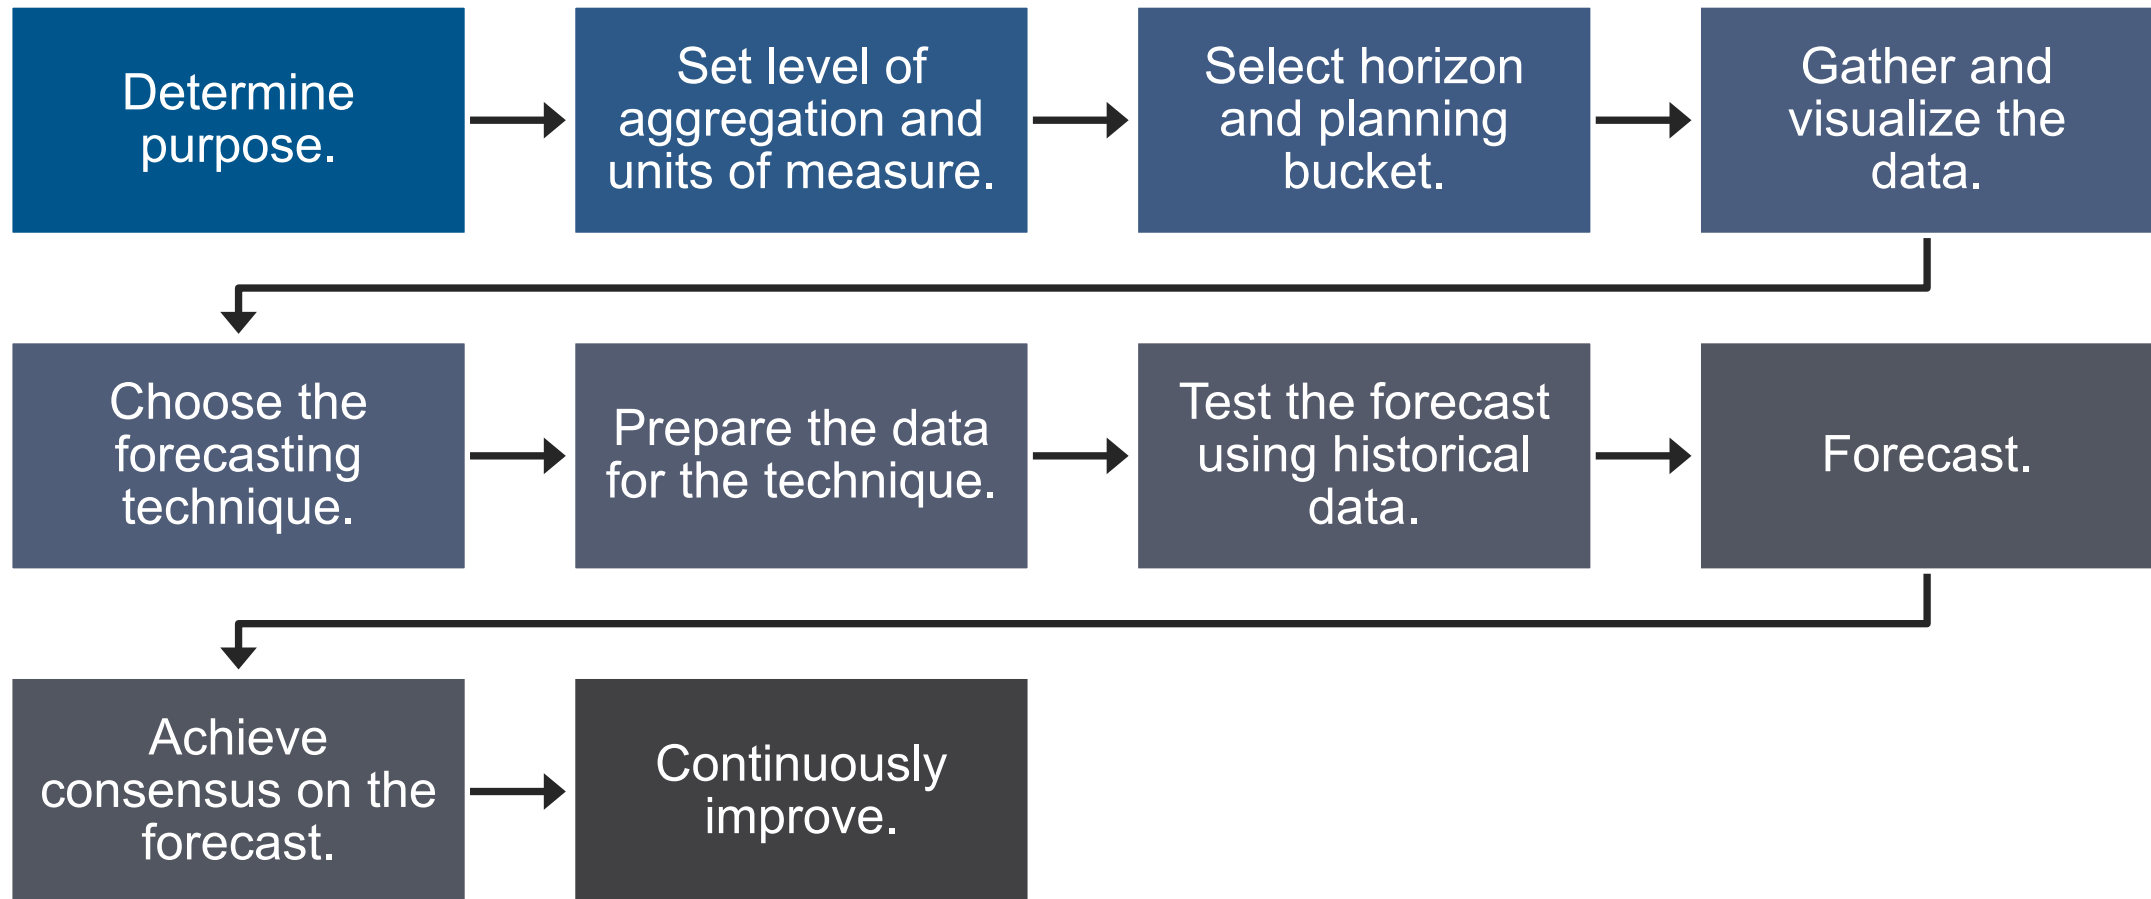 Determine
purpose.
Set level of
aggregation and
units of measure.
Select horizon
and planning
bucket.
Gather and
visualize the
data.
Choose the
forecasting
technique.
Prepare the data
for the technique.
Test the forecast
using historical
data.
Forecast.
Achieve
consensus on the
forecast.
Continuously
improve.